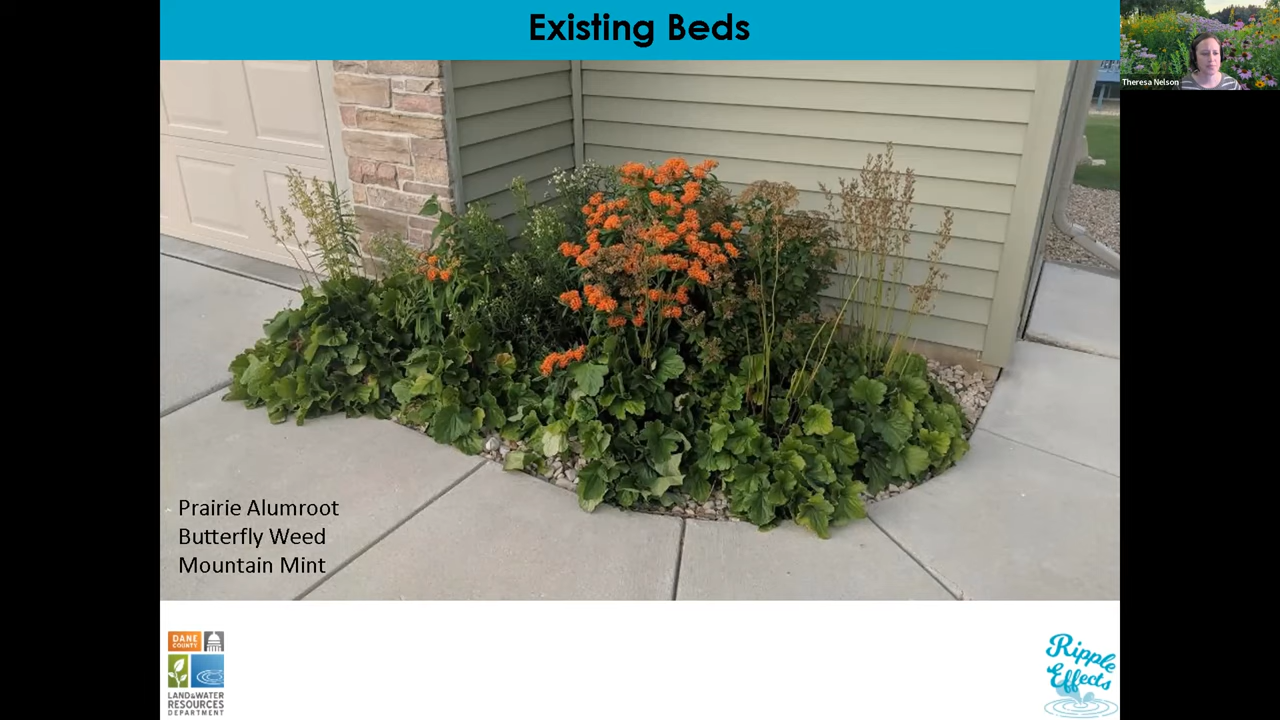 Existing Beds
Theresa Nelson
Prairie Alumroot
Butterfly Weed
Mountain Mint
DANE
COUNTY
LAND & WATER
RESOURCES
DEPARTMENT
Ripple
Effects